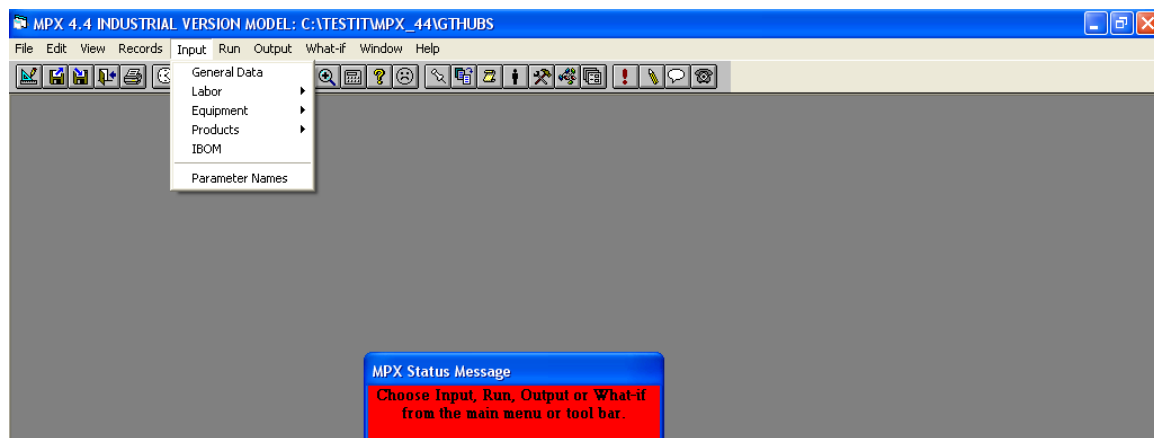 MPX 4.4 INDUSTRIAL VERSION MODEL: C:\TESTIT\MPX_44\GTHUBS
File Edit View Records Input Run Output What-if Window Help
General Data
Labor
Equipment
Products
IBOM
Parameter Names
MPX Status Message
Choose Input, Run, Output or What-if
from the main menu or tool bar.